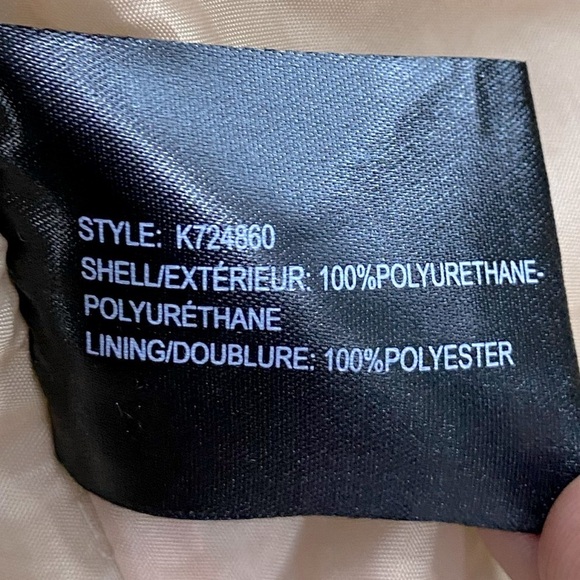 STYLE: K724860
SHELL/EXTÉRIEUR: 100%POLYURETHANE-
POLYURÉTHANE
LINING/DOUBLURE: 100%POLYESTER